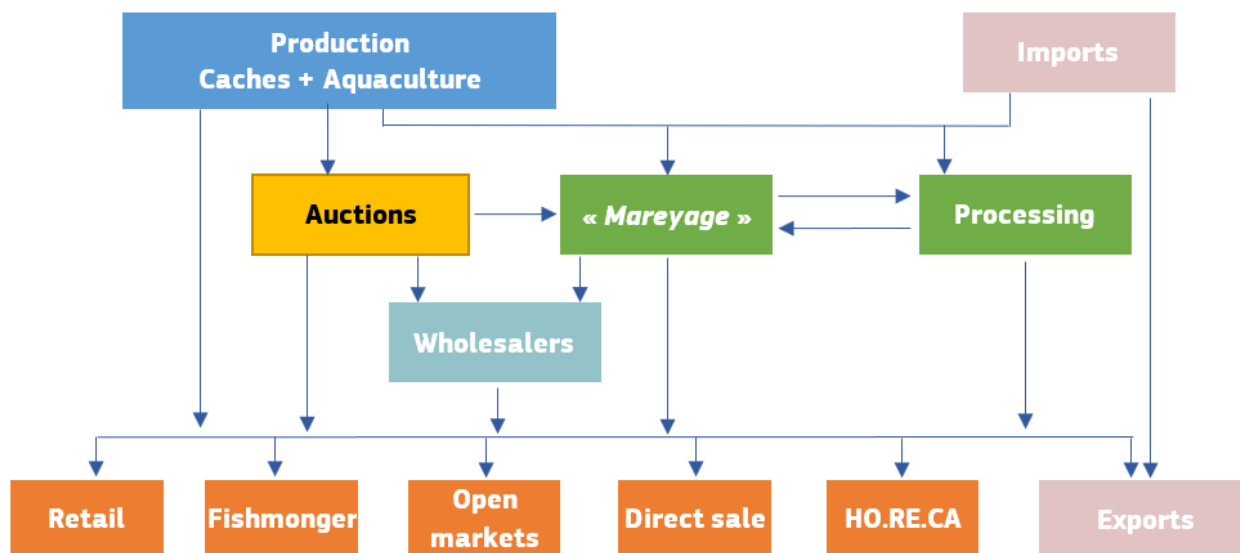 Production
Caches + Aquaculture
Imports
Auctions
« Mareyage »
Processing
Wholesalers
Retail
Fishmonger
Open
markets
Direct sale
HO.RE.CA
Exports